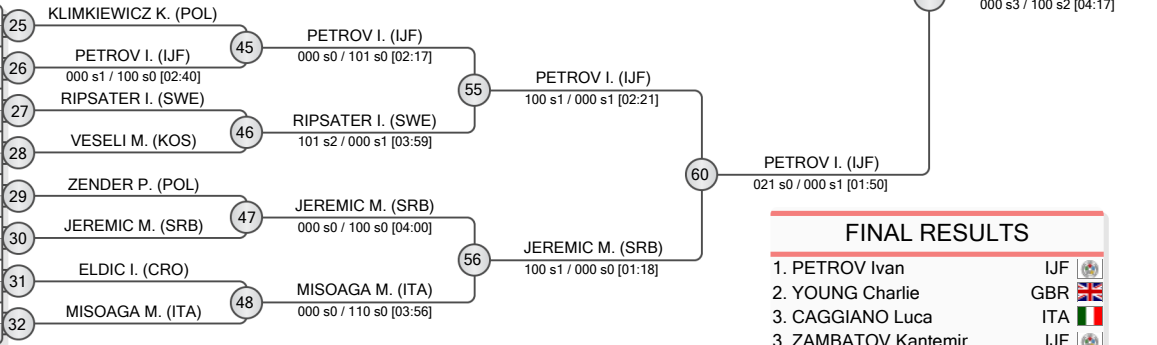 000 s3 / 100 s2 [04:17]
25
KLIMKIEWICZ K. (POL)
45
PETROV I. (IJF)
000 s0 / 101 s0 [02:17]
26
PETROV I. (IJF)
000 s1 / 100 s0 [02:40]
55
PETROV I. (IJF)
100 s1 / 000 s1 [02:21]
27
RIPSATER I. (SWE)
46
RIPSATER I. (SWE)
101 s2 / 000 s1 [03:59]
28
VESELI M. (KOS)
60
PETROV I. (IJF)
021 s0 / 000 s1 [01:50]
29
ZENDER P. (POL)
47
JEREMIC M. (SRB)
000 s0 / 100 s0 [04:00]
30
JEREMIC M. (SRB)
56
JEREMIC M. (SRB)
100 s1 / 000 s0 [01:18]
31
ELDIC I. (CRO)
48
MISOAGA M. (ITA)
000 s0 / 110 s0 [03:56]
32
MISOAGA M. (ITA)
FINAL RESULTS
1. PETROV Ivan IJF
2. YOUNG Charlie GBR
3. CAGGIANO Luca ITA
3. ZAMBATOV Kantemir IJF